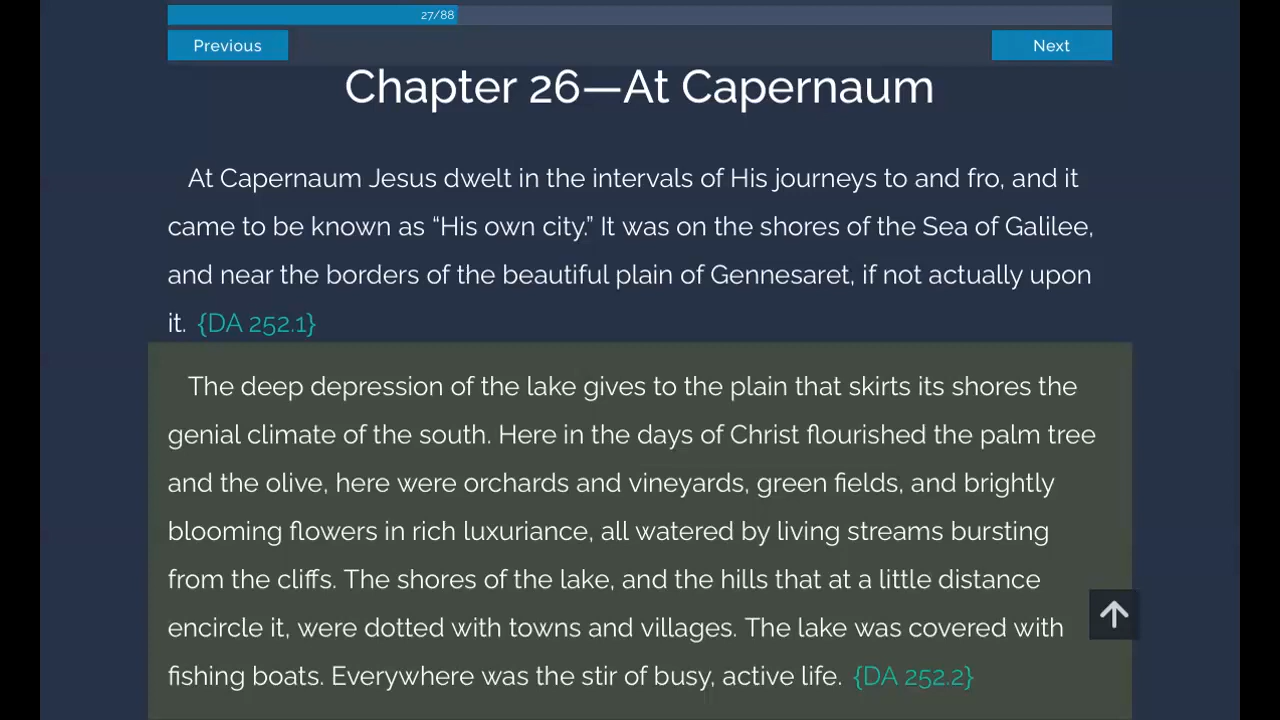 27/88
Previous
Next
Chapter 26—At Capernaum
At Capernaum Jesus dwelt in the intervals of His journeys to and fro, and it
came to be known as “His own city.” It was on the shores of the Sea of Galilee,
and near the borders of the beautiful plain of Gennesaret, if not actually upon
it. {DA 252.1}
The deep depression of the lake gives to the plain that skirts its shores the
genial climate of the south. Here in the days of Christ flourished the palm tree
and the olive, here were orchards and vineyards, green fields, and brightly
blooming flowers in rich luxuriance, all watered by living streams bursting
from the cliffs. The shores of the lake, and the hills that at a little distance
encircle it, were dotted with towns and villages. The lake was covered with
fishing boats. Everywhere was the stir of busy, active life. {DA 252.2}